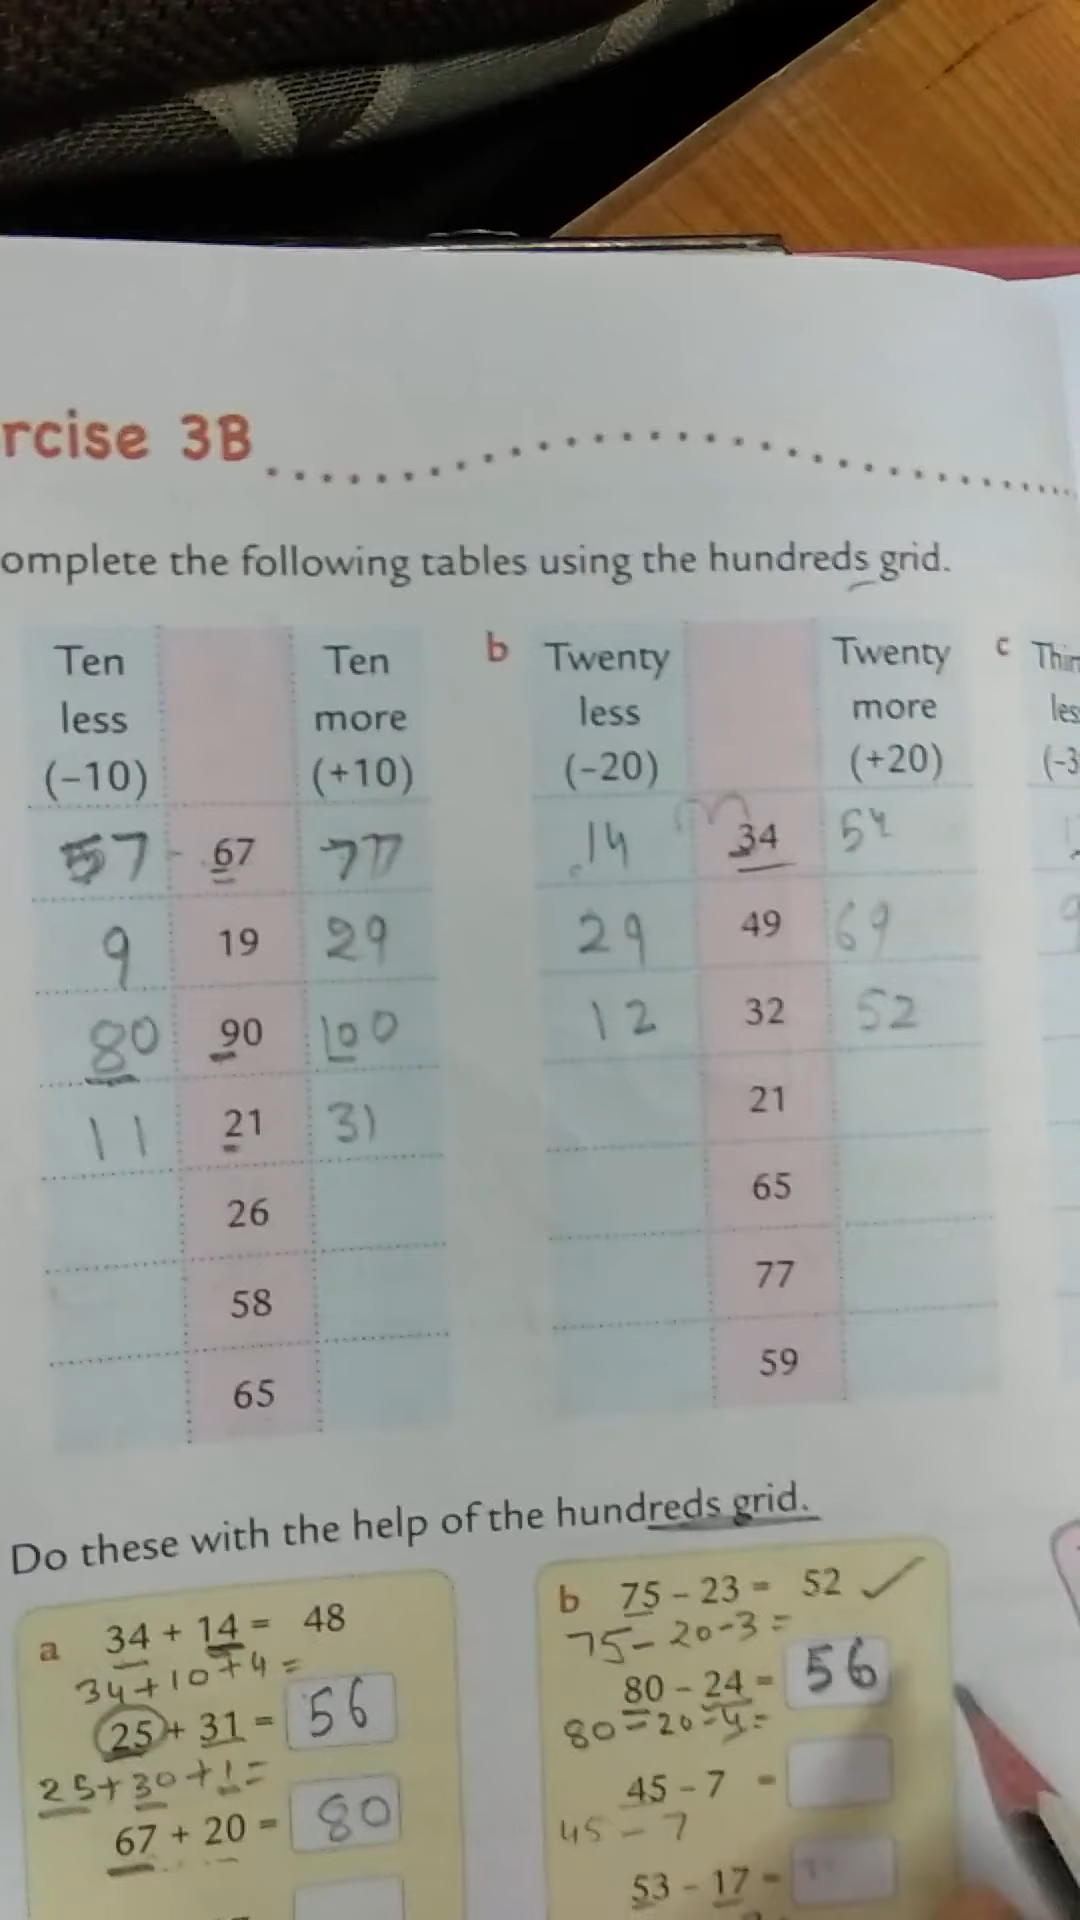 rcise 3B
omplete the following tables using the hundreds grid.
Ten less (−10) Ten more (+10)
57 67 77
9 19 29
80 90 100
11 21 31
26
58
65
b Twenty less (−20) Twenty more (+20)
14 34 54
29 49 69
12 32 52
21
65
77
59
c
(−3
Do these with the help of the hundreds grid.
a 34 + 14 = 48
34+10+4=
25 + 31 = 56
25+30+1=
67 + 20 = 80
b 75 − 23 = 52 ✓
75−20−3=
80 − 24 = 56
80−20−4=
45 − 7 =
45 − 7
53 − 17 =